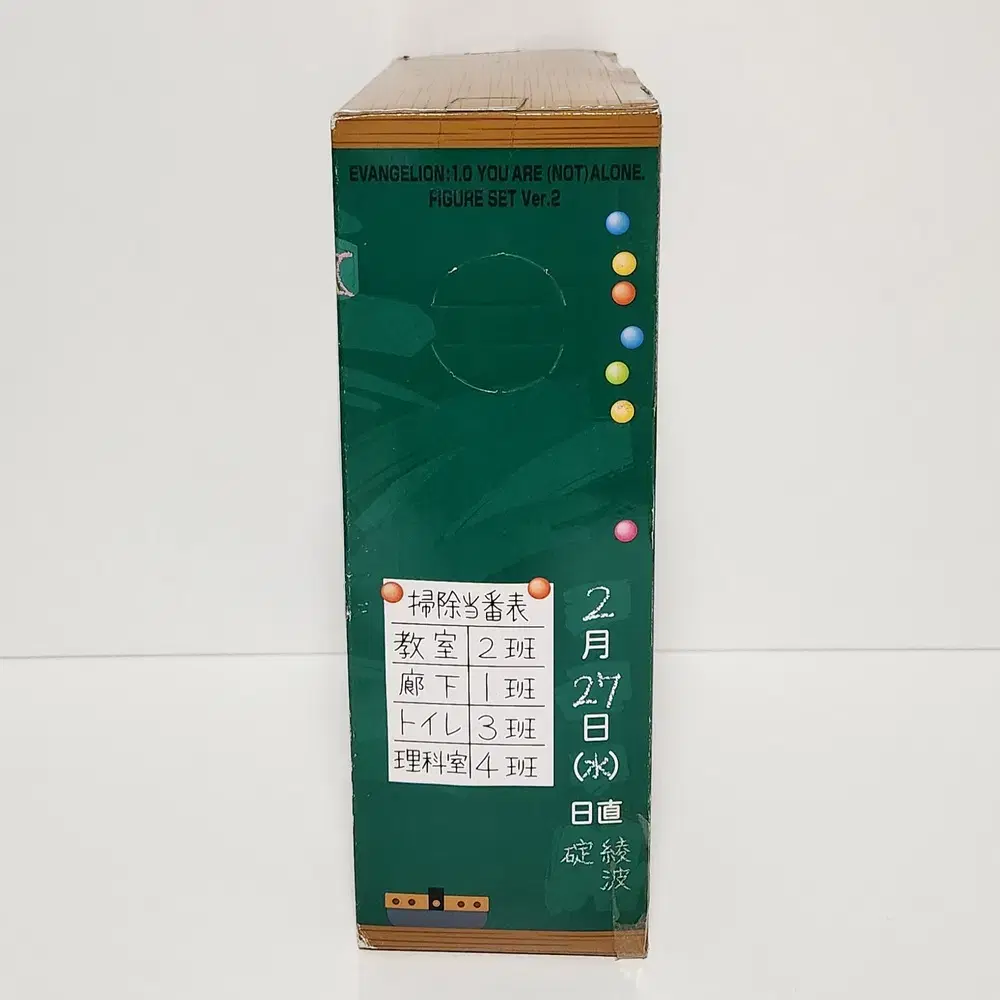 EVANGELION:1.0 YOU ARE (NOT) ALONE.
FIGURE SET Ver.2
掃除当番表
教室 2班
廊下 1班
トイレ 3班
理科室 4班
2月27日(水)
日直
綾波
碇